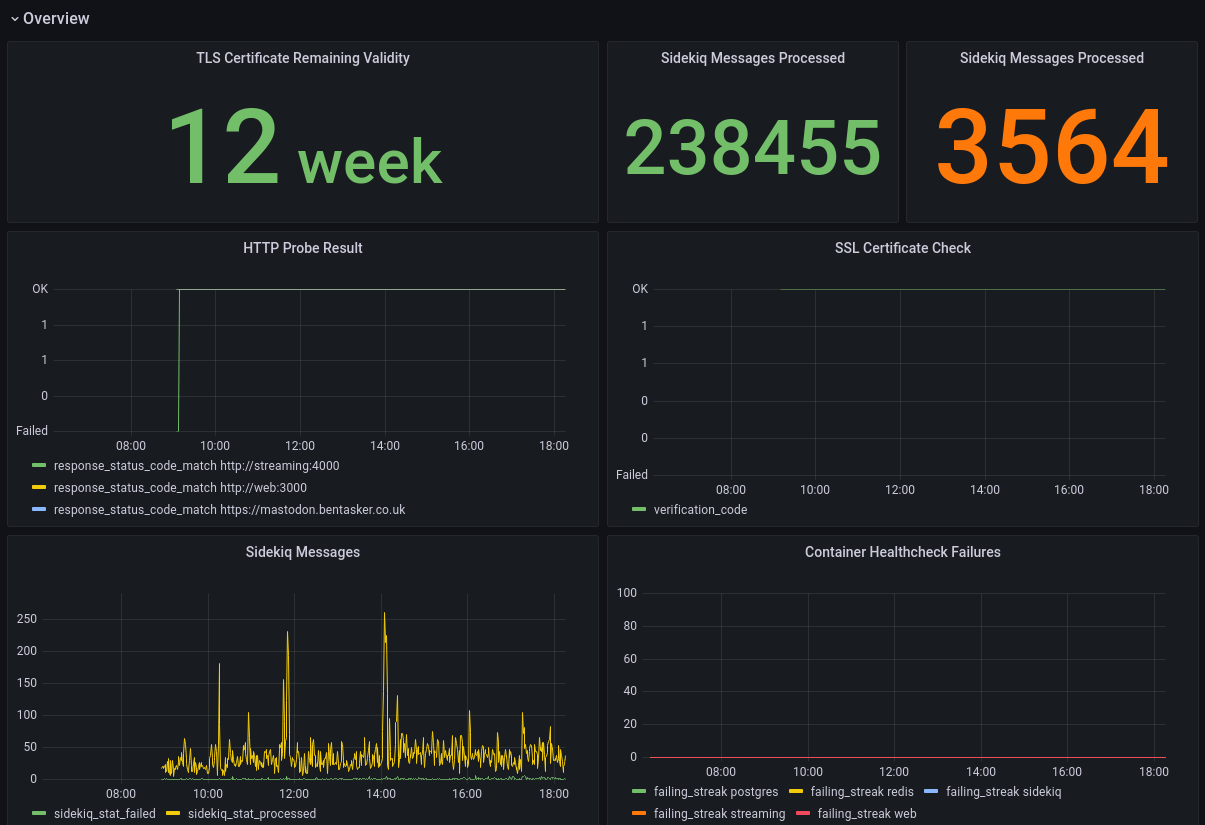 Overview
TLS Certificate Remaining Validity
12 week
Sidekiq Messages Processed
238455
Sidekiq Messages Processed
3564
HTTP Probe Result
OK
1
1
0
Failed
08:00 10:00 12:00 14:00 16:00 18:00
response_status_code_match http://streaming:4000
response_status_code_match http://web:3000
response_status_code_match https://mastodon.bentasker.co.uk
SSL Certificate Check
OK
1
1
0
0
Failed
08:00 10:00 12:00 14:00 16:00 18:00
verification_code
Sidekiq Messages
250
200
150
100
50
0
08:00 10:00 12:00 14:00 16:00 18:00
sidekiq_stat_failed sidekiq_stat_processed
Container Healthcheck Failures
100
80
60
40
20
0
08:00 10:00 12:00 14:00 16:00 18:00
failing_streak postgres failing_streak redis failing_streak sidekiq
failing_streak streaming failing_streak web